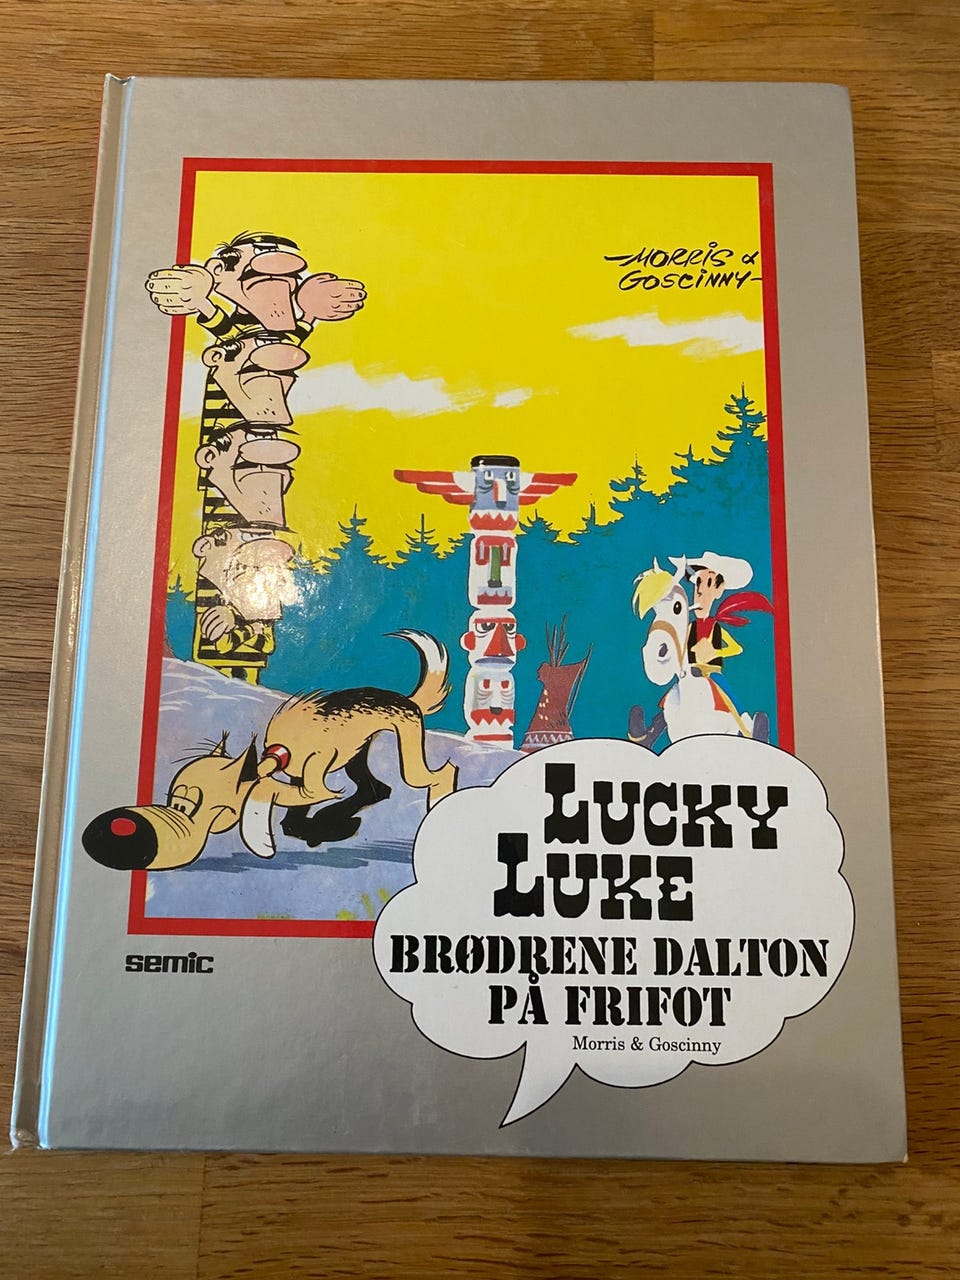 -MORRIS &
GOSCINNY-
LUCKY
LUKE
BRØDRENE DALTON
PÅ FRIFOT
Morris & Goscinny
semic